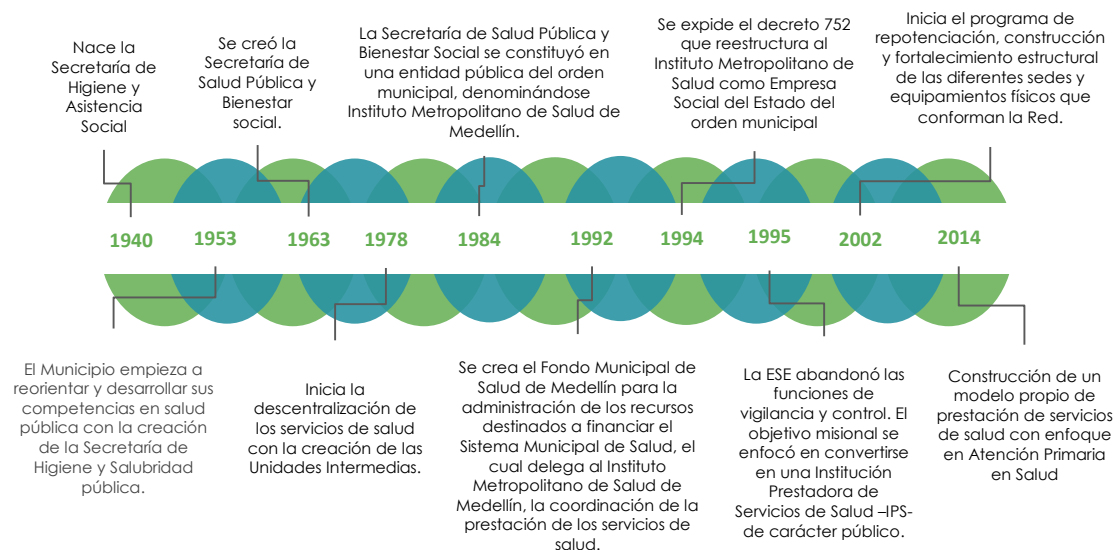 Nace la
Secretaría de
Higiene y
Asistencia
Social
Se creó la
Secretaría de
Salud Pública y
Bienestar
social.
La Secretaría de Salud Pública y
Bienestar Social se constituyó en
una entidad pública del orden
municipal, denominándose
Instituto Metropolitano de Salud de
Medellín.
Se expide el decreto 752
que reestructura al
Instituto Metropolitano de
Salud como Empresa
Social del Estado del
orden municipal
Inicia el programa de
repotenciación, construcción
y fortalecimiento estructural
de las diferentes sedes y
equipamientos físicos que
conforman la Red.
1940 1953 1963 1978 1984 1992 1994 1995 2002 2014
El Municipio empieza a
reorientar y desarrollar sus
competencias en salud
pública con la creación
de la Secretaría de
Higiene y Salubridad
pública.
Inicia la
descentralización de
los servicios de salud
con la creación de las
Unidades Intermedias.
Se crea el Fondo Municipal de
Salud de Medellín para la
administración de los recursos
destinados a financiar el
Sistema Municipal de Salud, el
cual delega al Instituto
Metropolitano de Salud de
Medellín, la coordinación de la
prestación de los servicios de
salud.
La ESE abandonó las
funciones de
vigilancia y control. El
objetivo misional se
enfocó en convertirse
en una Institución
Prestadora de
Servicios de Salud –IPS-
de carácter público.
Construcción de un
modelo propio de
prestación de servicios
de salud con enfoque
en Atención Primaria
en Salud